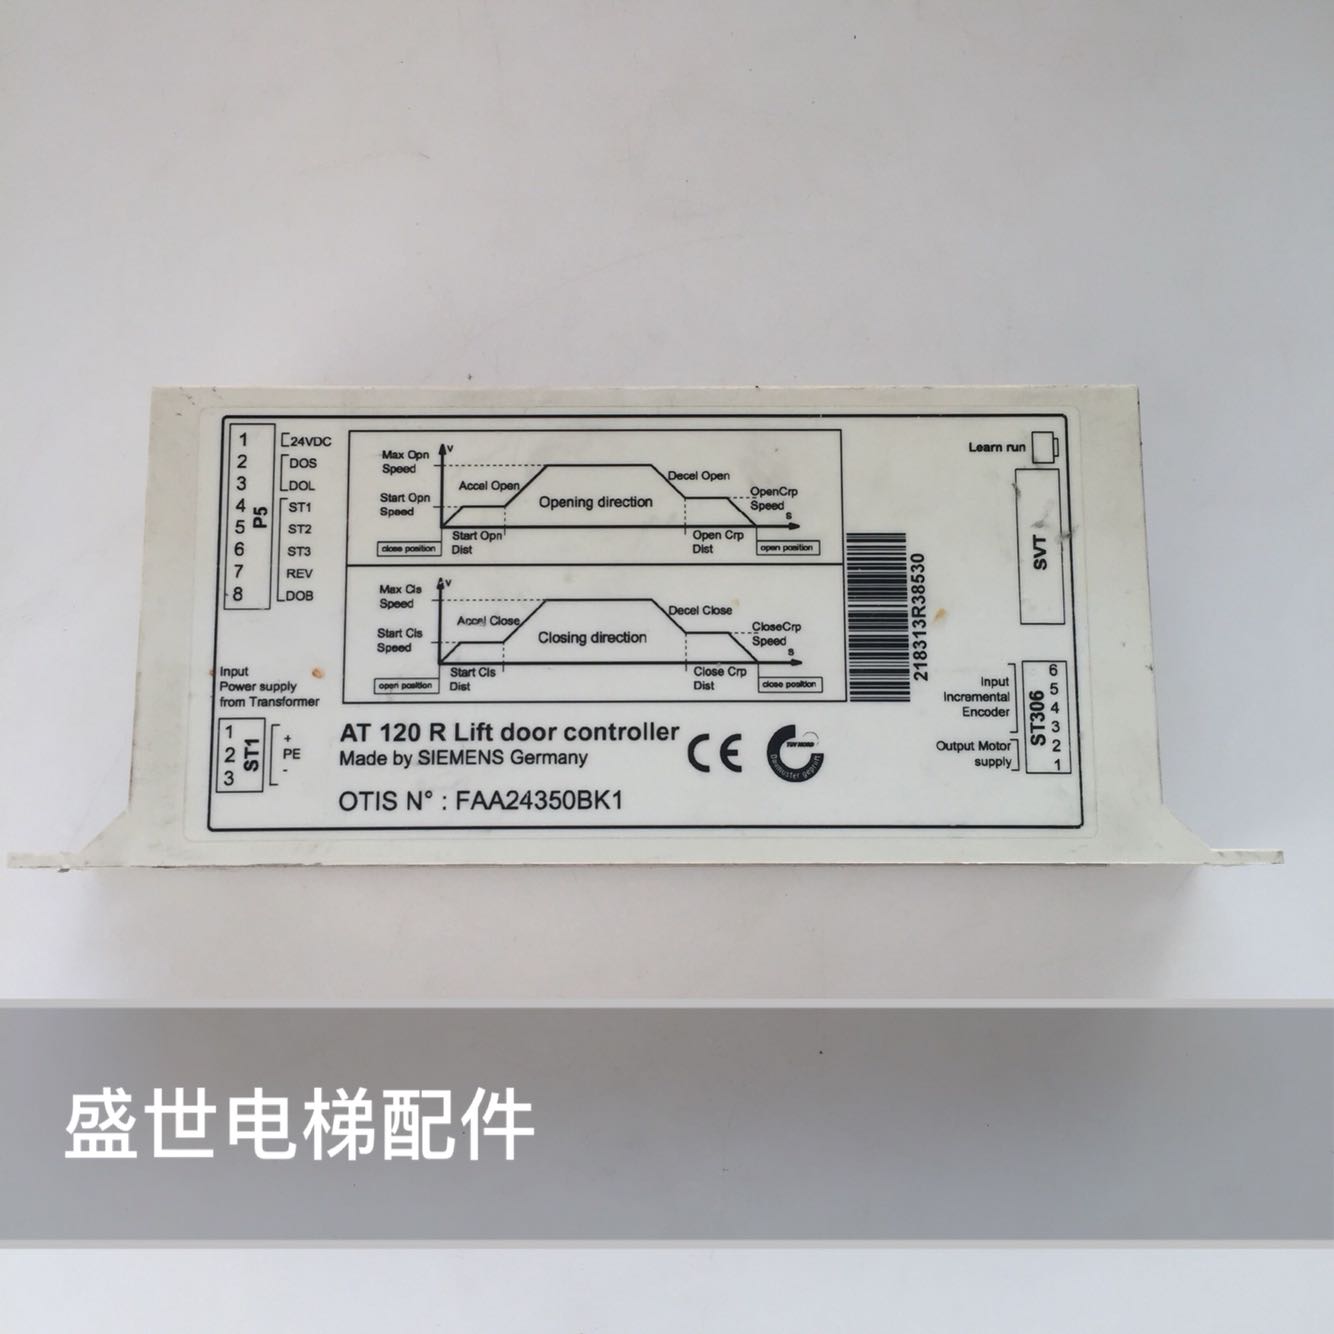 1
2
3
4
5
6
7
8
P5
24VDC
DOS
DOL
ST1
ST2
ST3
REV
DOB
Max Opn
Speed
Start Opn
Speed
v
Accel Open
Opening direction
Decel Open
OpenCrp
Speed
s
close position
Start Opn
Dist
Open Crp
Dist
open position
Max Cls
Speed
Start Cls
Speed
v
Accel Close
Closing direction
Decel Close
CloseCrp
Speed
s
open position
Start Cls
Dist
Close Crp
Dist
close position
218313R38530
Learn run
SVT
Input
Power supply
from Transformer
1
2
3
ST1
+
PE
-
AT 120 R Lift door controller
Made by SIEMENS Germany
OTIS N° : FAA24350BK1
CE
TÜV NORD
Baumuster geprüft
Input
Incremental
Encoder
Output Motor
supply
ST306
6
5
4
3
2
1
盛世电梯配件